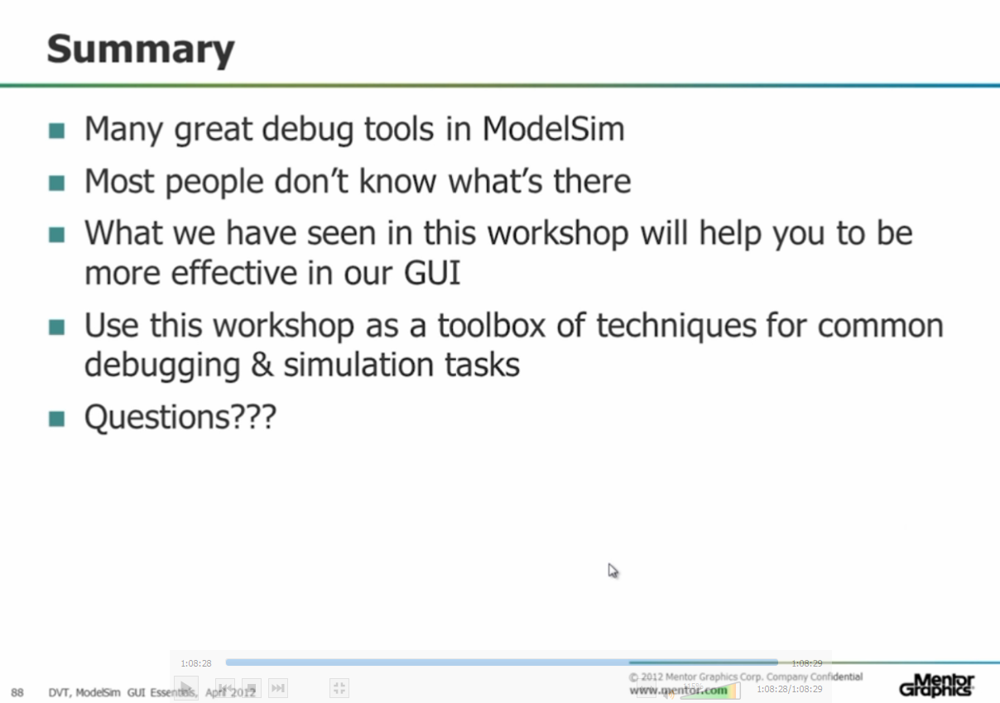 Summary
Many great debug tools in ModelSim
Most people don’t know what’s there
What we have seen in this workshop will help you to be
more effective in our GUI
Use this workshop as a toolbox of techniques for common
debugging & simulation tasks
Questions???
1:08:28
1:08:29
88
DVT, ModelSim GUI Essentials, April 2012
© 2012 Mentor Graphics Corp. Company Confidential
www.mentor.com
1:08:28/1:08:29
Mentor
Graphics